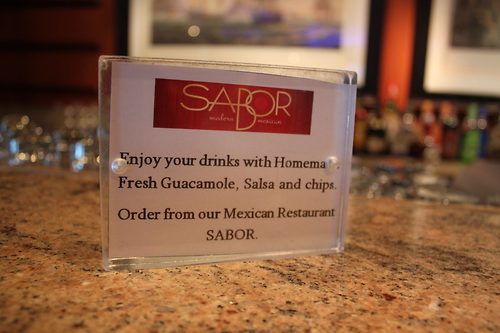 SABOR
modern mexican
Enjoy your drinks with Homema
Fresh Guacamole, Salsa and chips.
Order from our Mexican Restaurant
SABOR.